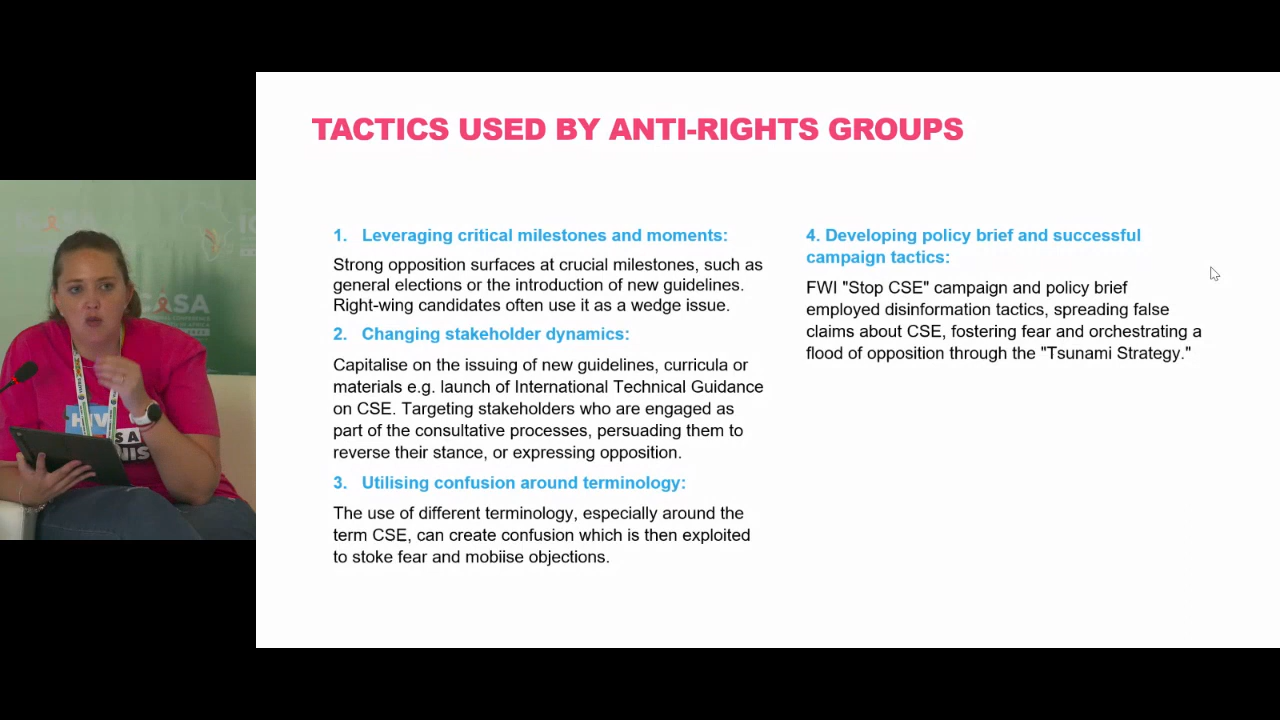 TACTICS USED BY ANTI-RIGHTS GROUPS
1. Leveraging critical milestones and moments:
Strong opposition surfaces at crucial milestones, such as
general elections or the introduction of new guidelines.
Right-wing candidates often use it as a wedge issue.
2. Changing stakeholder dynamics:
Capitalise on the issuing of new guidelines, curricula or
materials e.g. launch of International Technical Guidance
on CSE. Targeting stakeholders who are engaged as
part of the consultative processes, persuading them to
reverse their stance, or expressing opposition.
3. Utilising confusion around terminology:
The use of different terminology, especially around the
term CSE, can create confusion which is then exploited
to stoke fear and mobiise objections.
4. Developing policy brief and successful
campaign tactics:
FWI "Stop CSE" campaign and policy brief
employed disinformation tactics, spreading false
claims about CSE, fostering fear and orchestrating a
flood of opposition through the "Tsunami Strategy."
ICASA
HIV